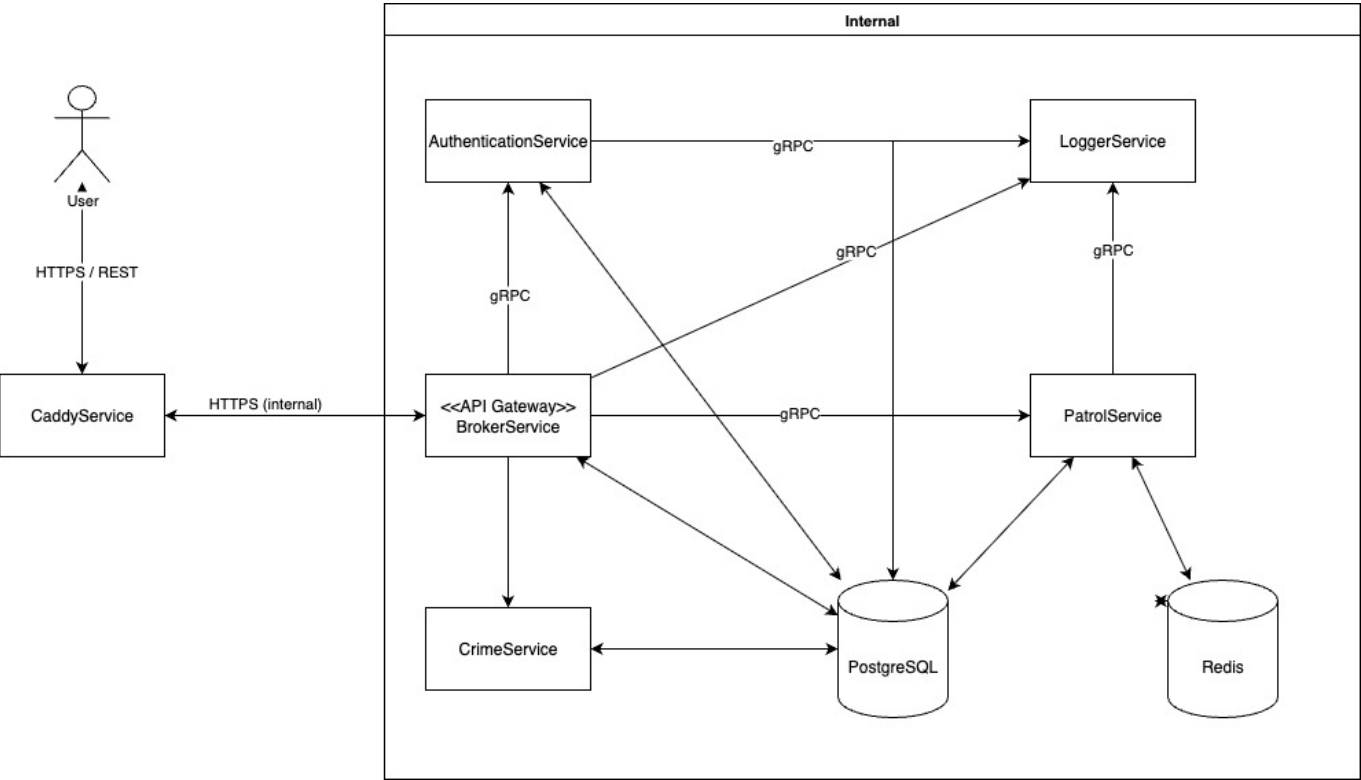 Internal
AuthenticationService
gRPC
LoggerService
User
HTTPS / REST
gRPC
gRPC
gRPC
CaddyService
HTTPS (internal)
<<API Gateway>>
BrokerService
gRPC
PatrolService
CrimeService
PostgreSQL
Redis